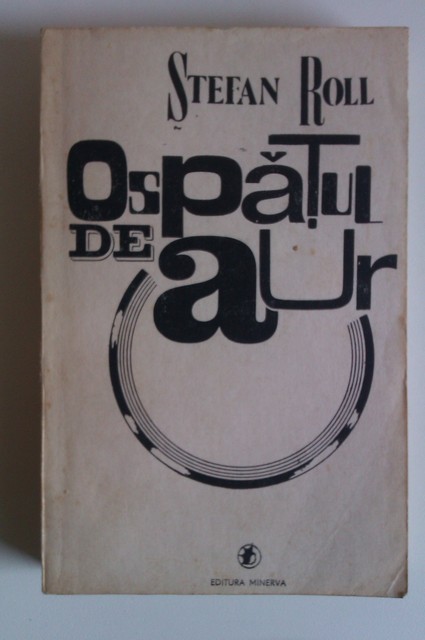 ȘTEFAN ROLL
Ospățul
DE
aur
EDITURA MINERVA